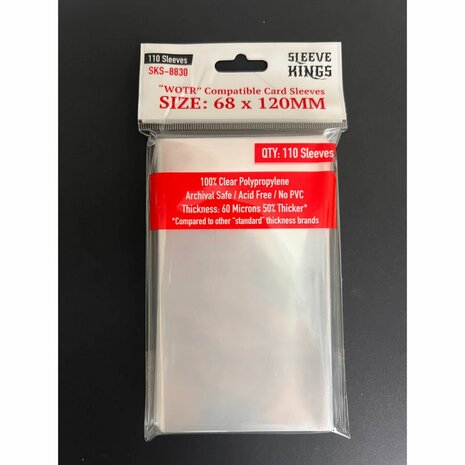 110 Sleeves
SKS-8830
SLEEVE
KINGS
"WOTR" Compatible Card Sleeves
SIZE: 68 x 120MM
QTY: 110 Sleeves
100% Clear Polypropylene
Archival Safe / Acid Free / No PVC
Thickness: 60 Microns 50% Thicker*
*Compared to other "standard" thickness brands